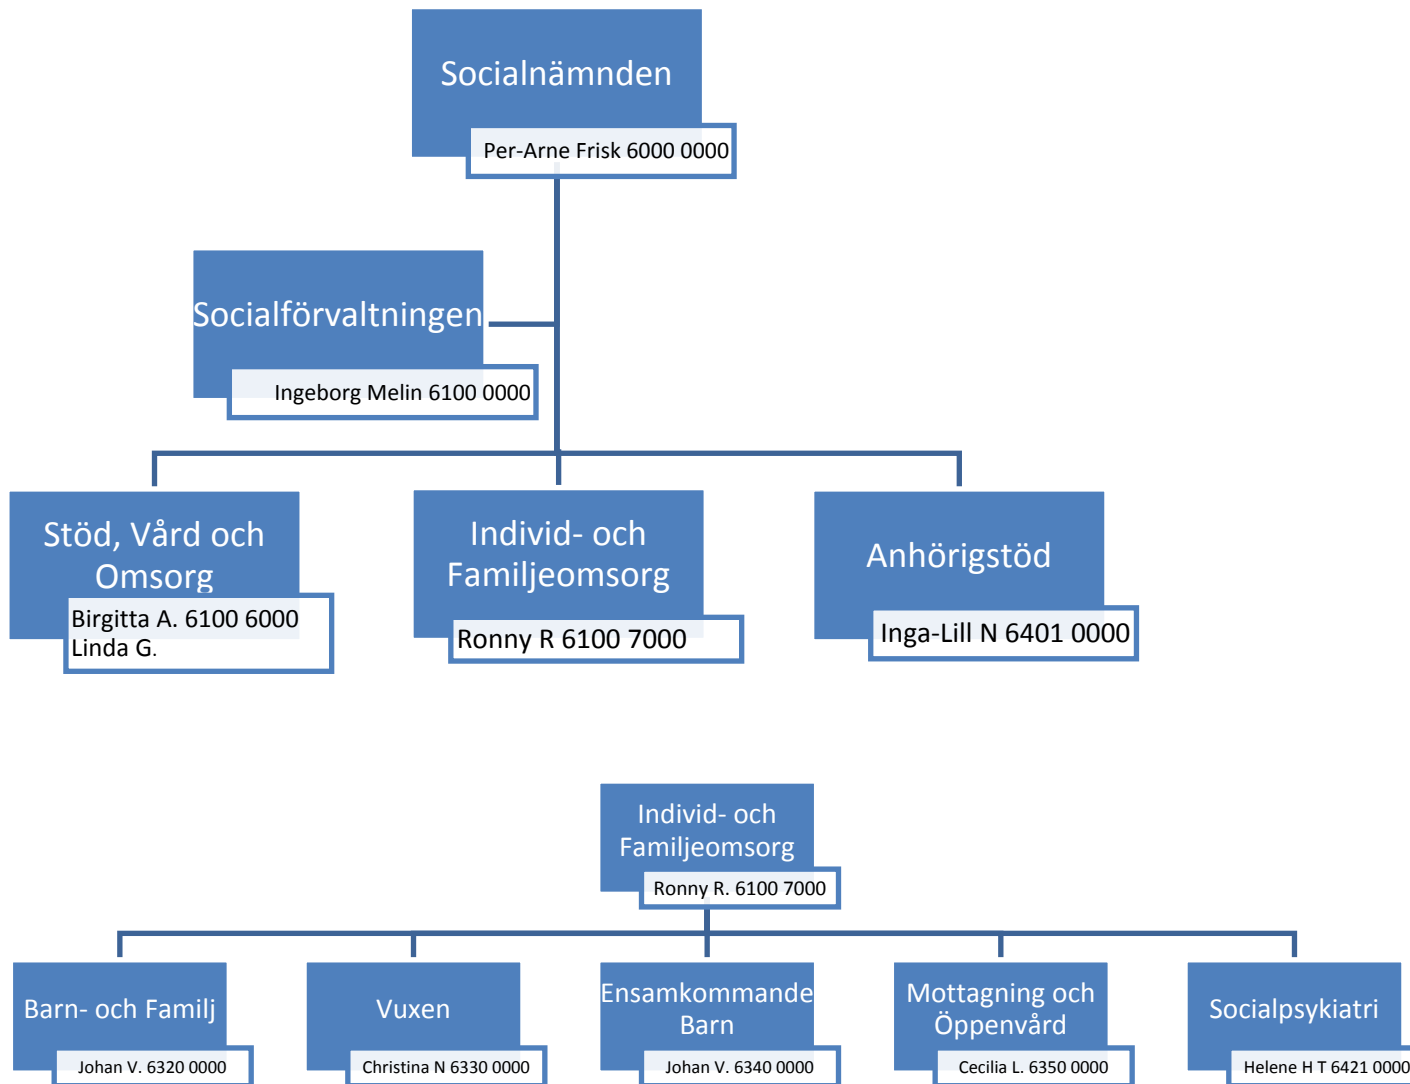 Socialnämnden
Per-Arne Frisk 6000 0000
Socialförvaltningen
Ingeborg Melin 6100 0000
Stöd, Vård och
Omsorg
Birgitta A. 6100 6000
Linda G.
Individ- och
Familjeomsorg
Ronny R 6100 7000
Anhörigstöd
Inga-Lill N 6401 0000
Individ- och
Familjeomsorg
Ronny R. 6100 7000
Barn- och Familj
Johan V. 6320 0000
Vuxen
Christina N 6330 0000
Ensamkommande
Barn
Johan V. 6340 0000
Mottagning och
Öppenvård
Cecilia L. 6350 0000
Socialpsykiatri
Helene H T 6421 0000